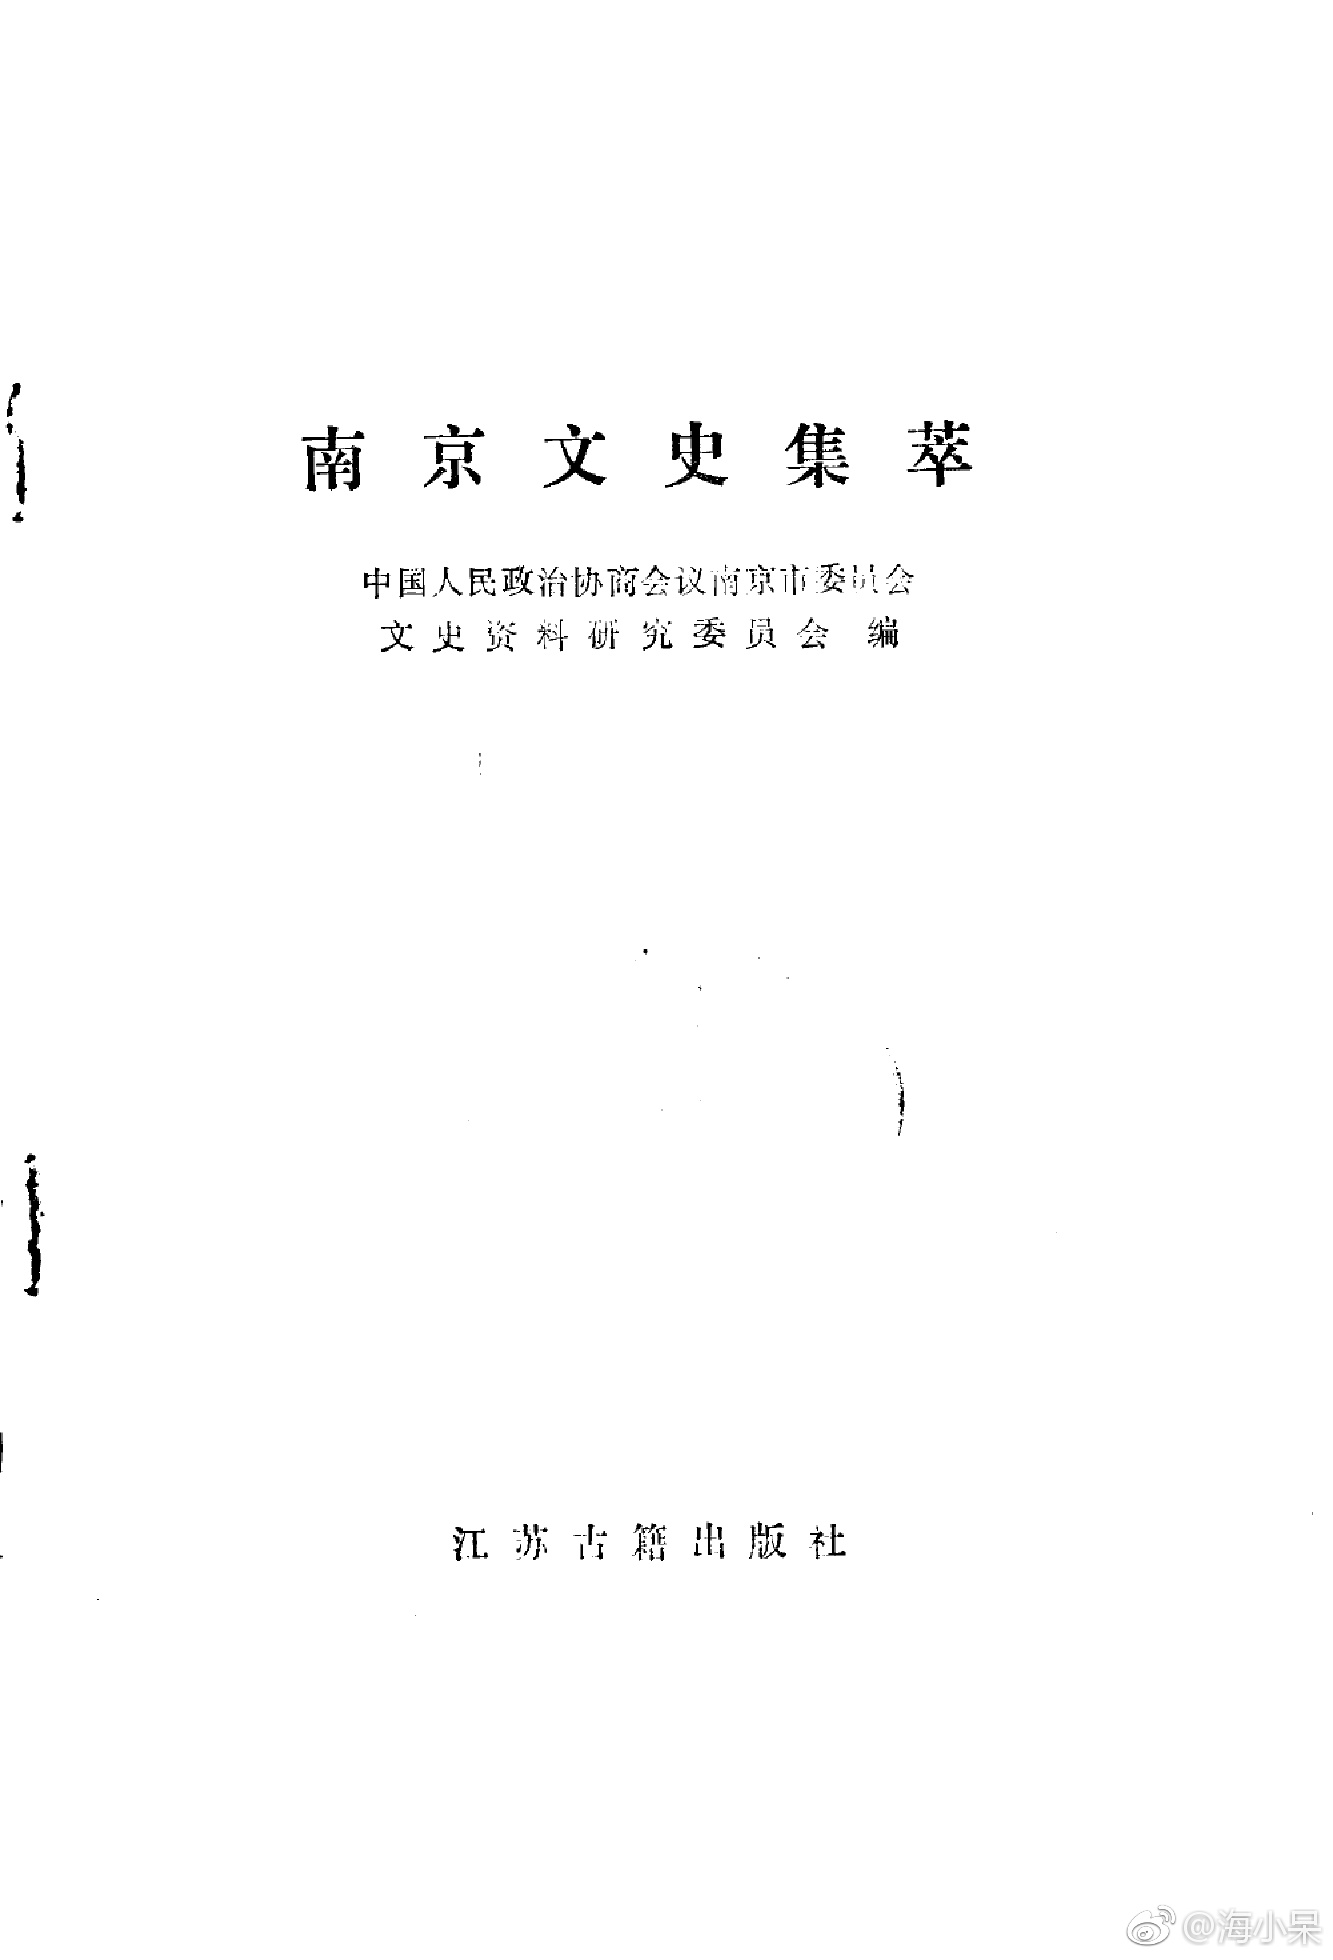 南京文史集萃
中国人民政治协商会议南京市委员会
文史资料研究委员会 编
江苏古籍出版社
@海小呆